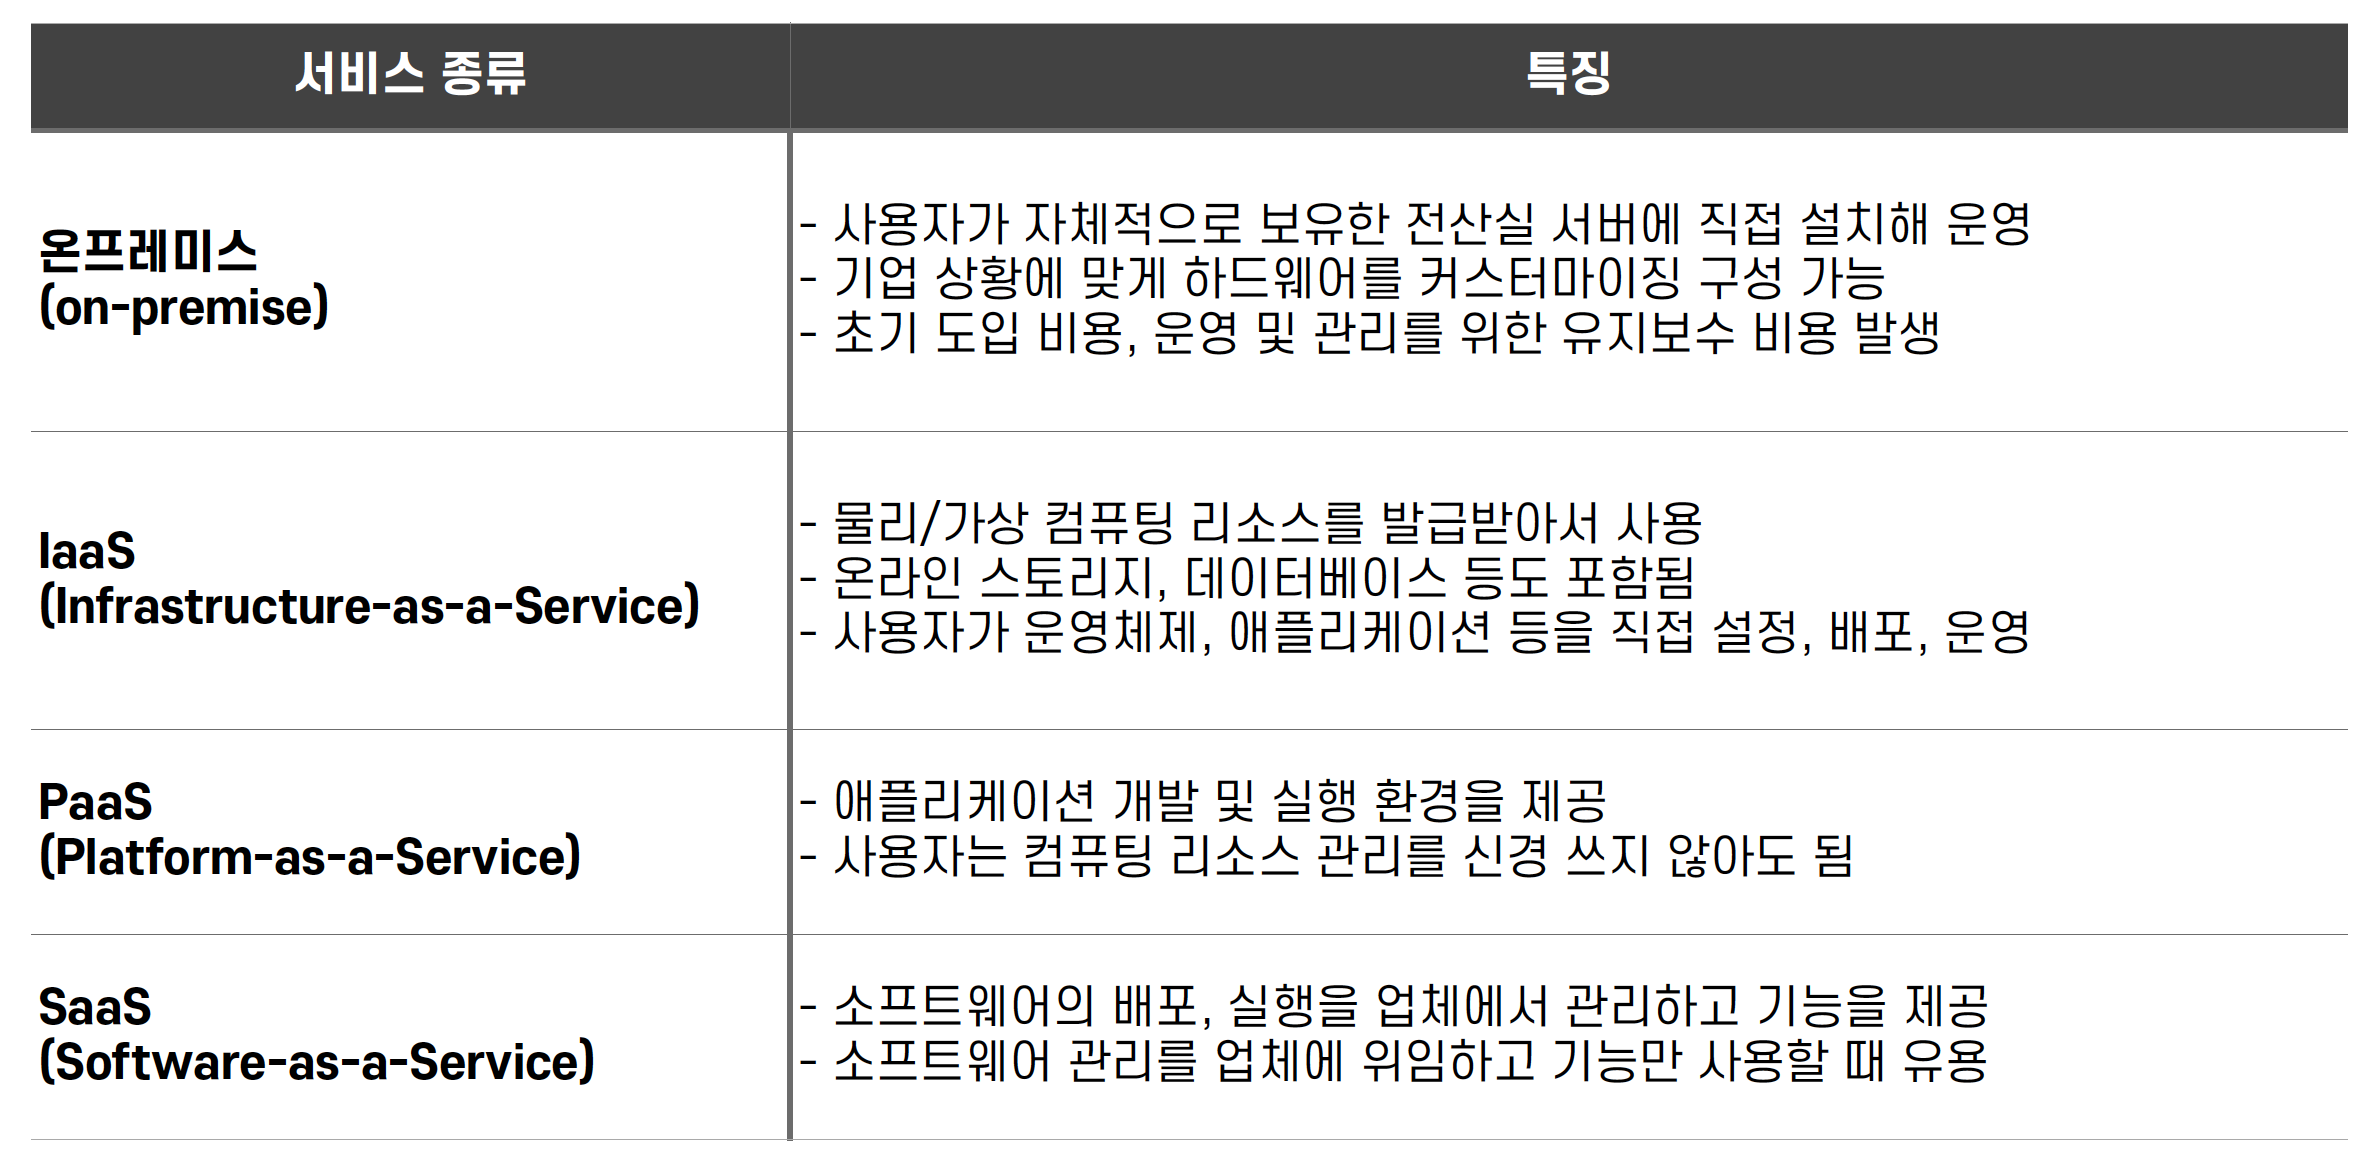 서비스 종류
특징
온프레미스
(on-premise)
- 사용자가 자체적으로 보유한 전산실 서버에 직접 설치해 운영
- 기업 상황에 맞게 하드웨어를 커스터마이징 구성 가능
- 초기 도입 비용, 운영 및 관리를 위한 유지보수 비용 발생
IaaS
(Infrastructure-as-a-Service)
- 물리/가상 컴퓨팅 리소스를 발급받아서 사용
- 온라인 스토리지, 데이터베이스 등도 포함됨
- 사용자가 운영체제, 애플리케이션 등을 직접 설정, 배포, 운영
PaaS
(Platform-as-a-Service)
- 애플리케이션 개발 및 실행 환경을 제공
- 사용자는 컴퓨팅 리소스 관리를 신경 쓰지 않아도 됨
SaaS
(Software-as-a-Service)
- 소프트웨어의 배포, 실행을 업체에서 관리하고 기능을 제공
- 소프트웨어 관리를 업체에 위임하고 기능만 사용할 때 유용